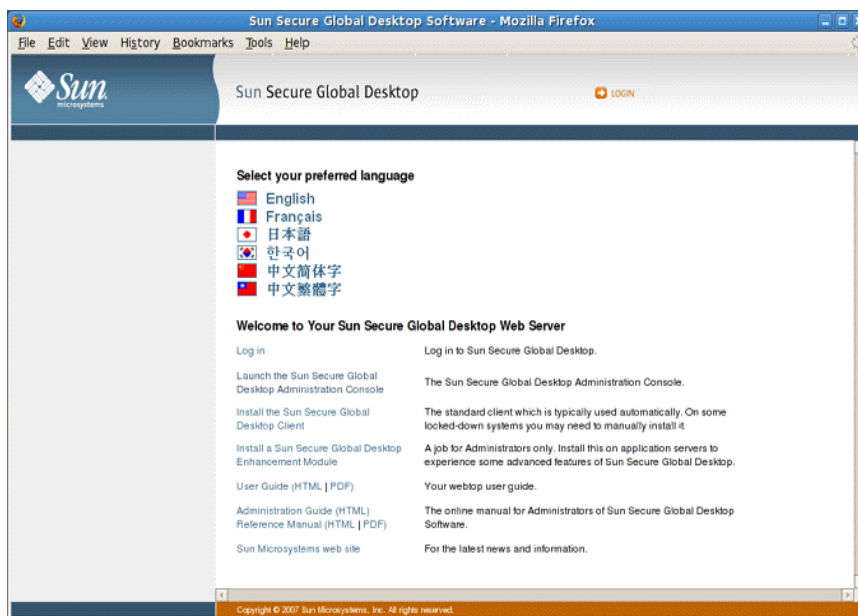 Sun Secure Global Desktop Software - Mozilla Firefox
File Edit View History Bookmarks Tools Help
Sun
microsystems
Sun Secure Global Desktop
LOGIN
Select your preferred language
English
Français
日本語
한국어
中文简体字
中文繁體字
Welcome to Your Sun Secure Global Desktop Web Server
Log in
Log in to Sun Secure Global Desktop.
Launch the Sun Secure Global
Desktop Administration Console
The Sun Secure Global Desktop Administration Console.
Install the Sun Secure Global
Desktop Client
The standard client which is typically used automatically. On some
locked-down systems you may need to manually install it.
Install a Sun Secure Global Desktop
Enhancement Module
A job for Administrators only. Install this on application servers to
experience some advanced features of Sun Secure Global Desktop.
User Guide (HTML | PDF)
Your webtop user guide.
Administration Guide (HTML)
Reference Manual (HTML | PDF)
The online manual for Administrators of Sun Secure Global Desktop
Software.
Sun Microsystems web site
For the latest news and information.
Copyright © 2007 Sun Microsystems, Inc. All rights reserved.